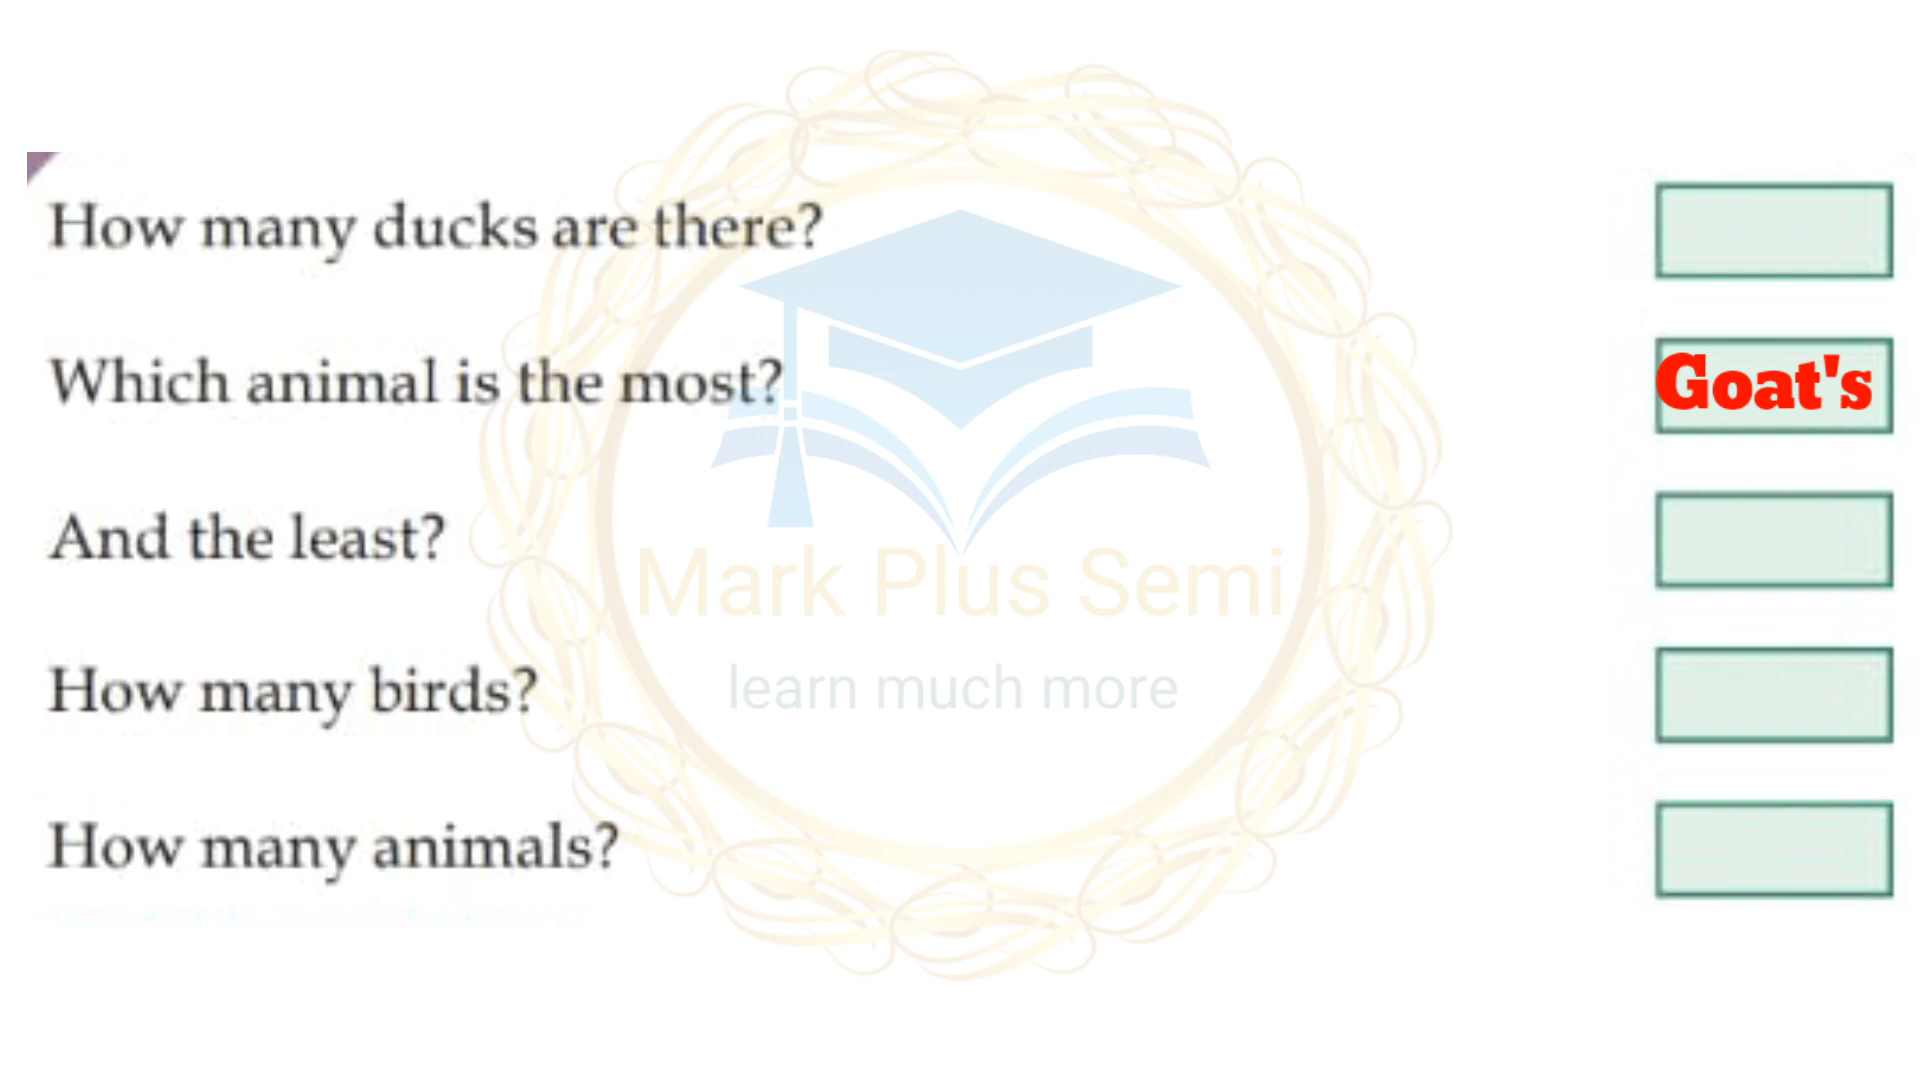 How many ducks are there?
Which animal is the most? Goat's
And the least?
How many birds?
How many animals?
Mark Plus Semi
learn much more